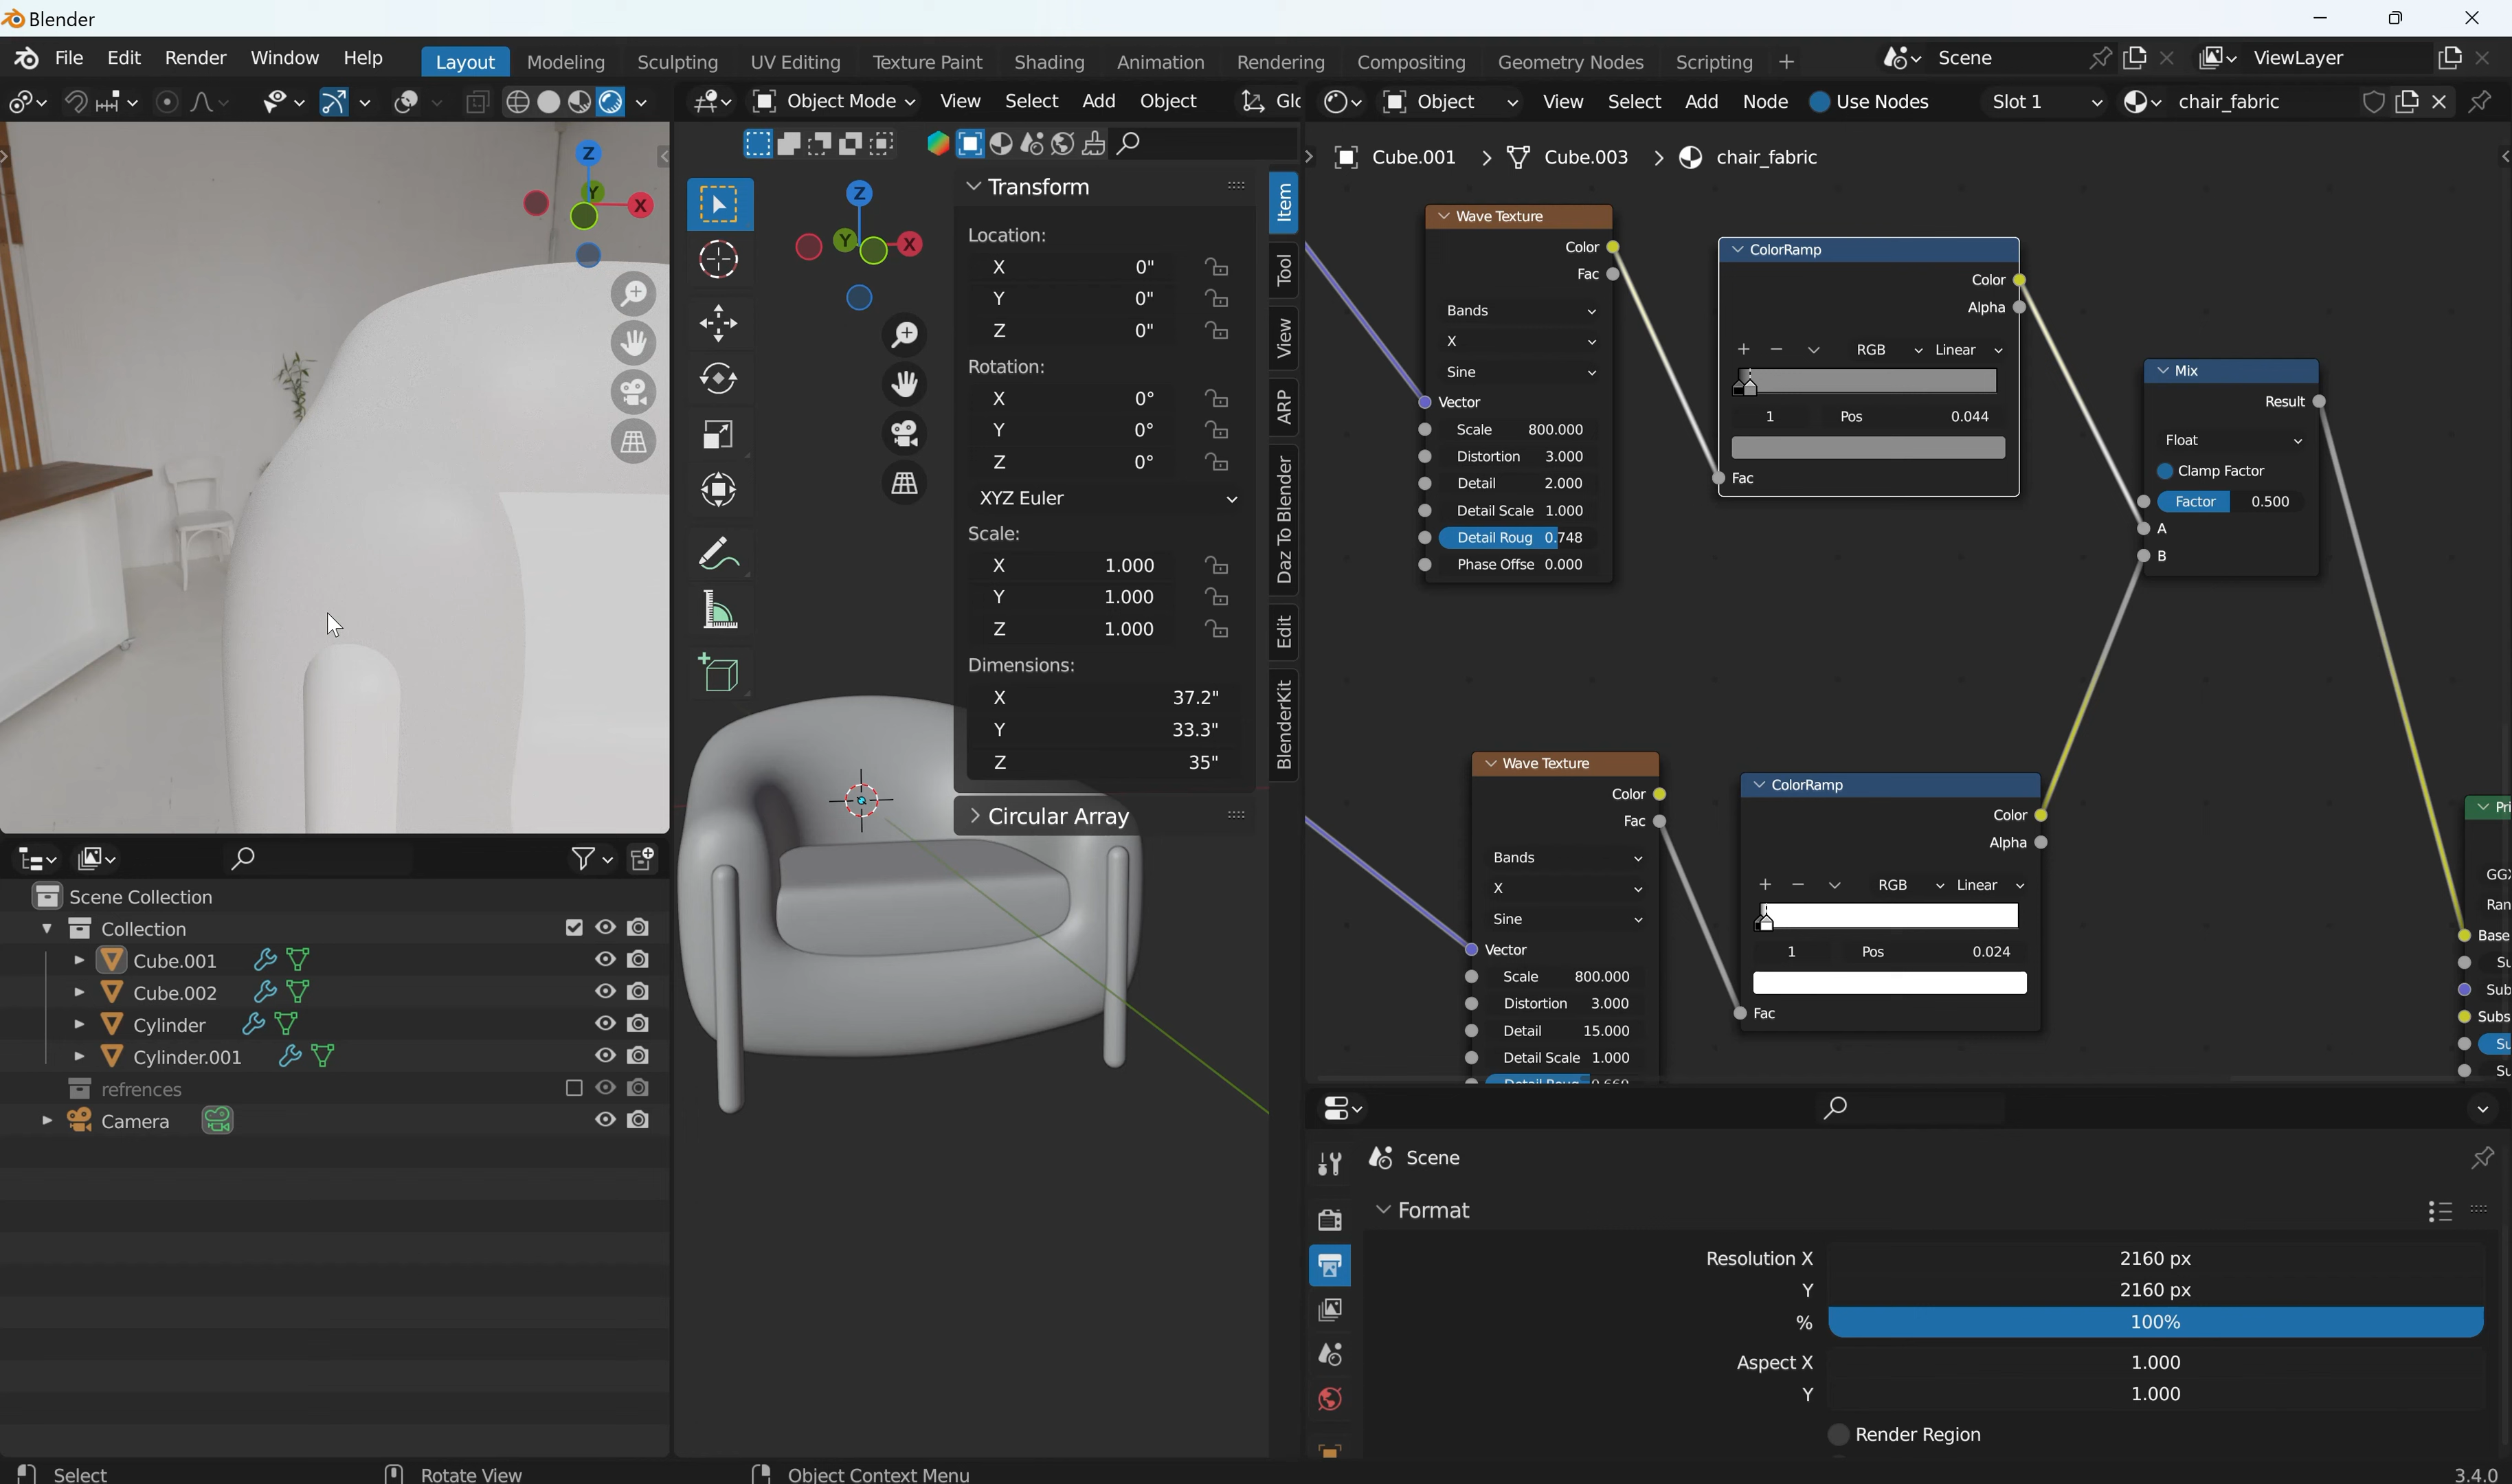 Blender
File Edit Render Window Help Layout Modeling Sculpting UV Editing Texture Paint Shading Animation Rendering Compositing Geometry Nodes Scripting + Scene ViewLayer
Object Mode View Select Add Object
Object View Select Add Node Use Nodes Slot 1 chair_fabric
Z
Y
X
Z
Y
X
Transform
Location:
X 0"
Y 0"
Z 0"
Rotation:
X 0°
Y 0°
Z 0°
XYZ Euler
Scale:
X 1.000
Y 1.000
Z 1.000
Dimensions:
X 37.2"
Y 33.3"
Z 35"
Circular Array
Item
Tool
View
ARP
Daz To Blender
Edit
BlenderKit
Cube.001 > Cube.003 > chair_fabric
Wave Texture
Color
Fac
Bands
X
Sine
Vector
Scale 800.000
Distortion 3.000
Detail 2.000
Detail Scale 1.000
Detail Roug 0.748
Phase Offse 0.000
ColorRamp
Color
Alpha
+ − RGB Linear
1 Pos 0.044
Fac
Mix
Result
Float
Clamp Factor
Factor 0.500
A
B
Wave Texture
Color
Fac
Bands
X
Sine
Vector
Scale 800.000
Distortion 3.000
Detail 15.000
Detail Scale 1.000
ColorRamp
Color
Alpha
+ − RGB Linear
1 Pos 0.024
Fac
Pri
GG
Ran
Base
Su
Sub
Subs
Su
Su
Scene Collection
Collection
Cube.001
Cube.002
Cylinder
Cylinder.001
refrences
Camera
Scene
Format
Resolution X 2160 px
Y 2160 px
% 100%
Aspect X 1.000
Y 1.000
Render Region
Select Rotate View Object Context Menu 3.4.0